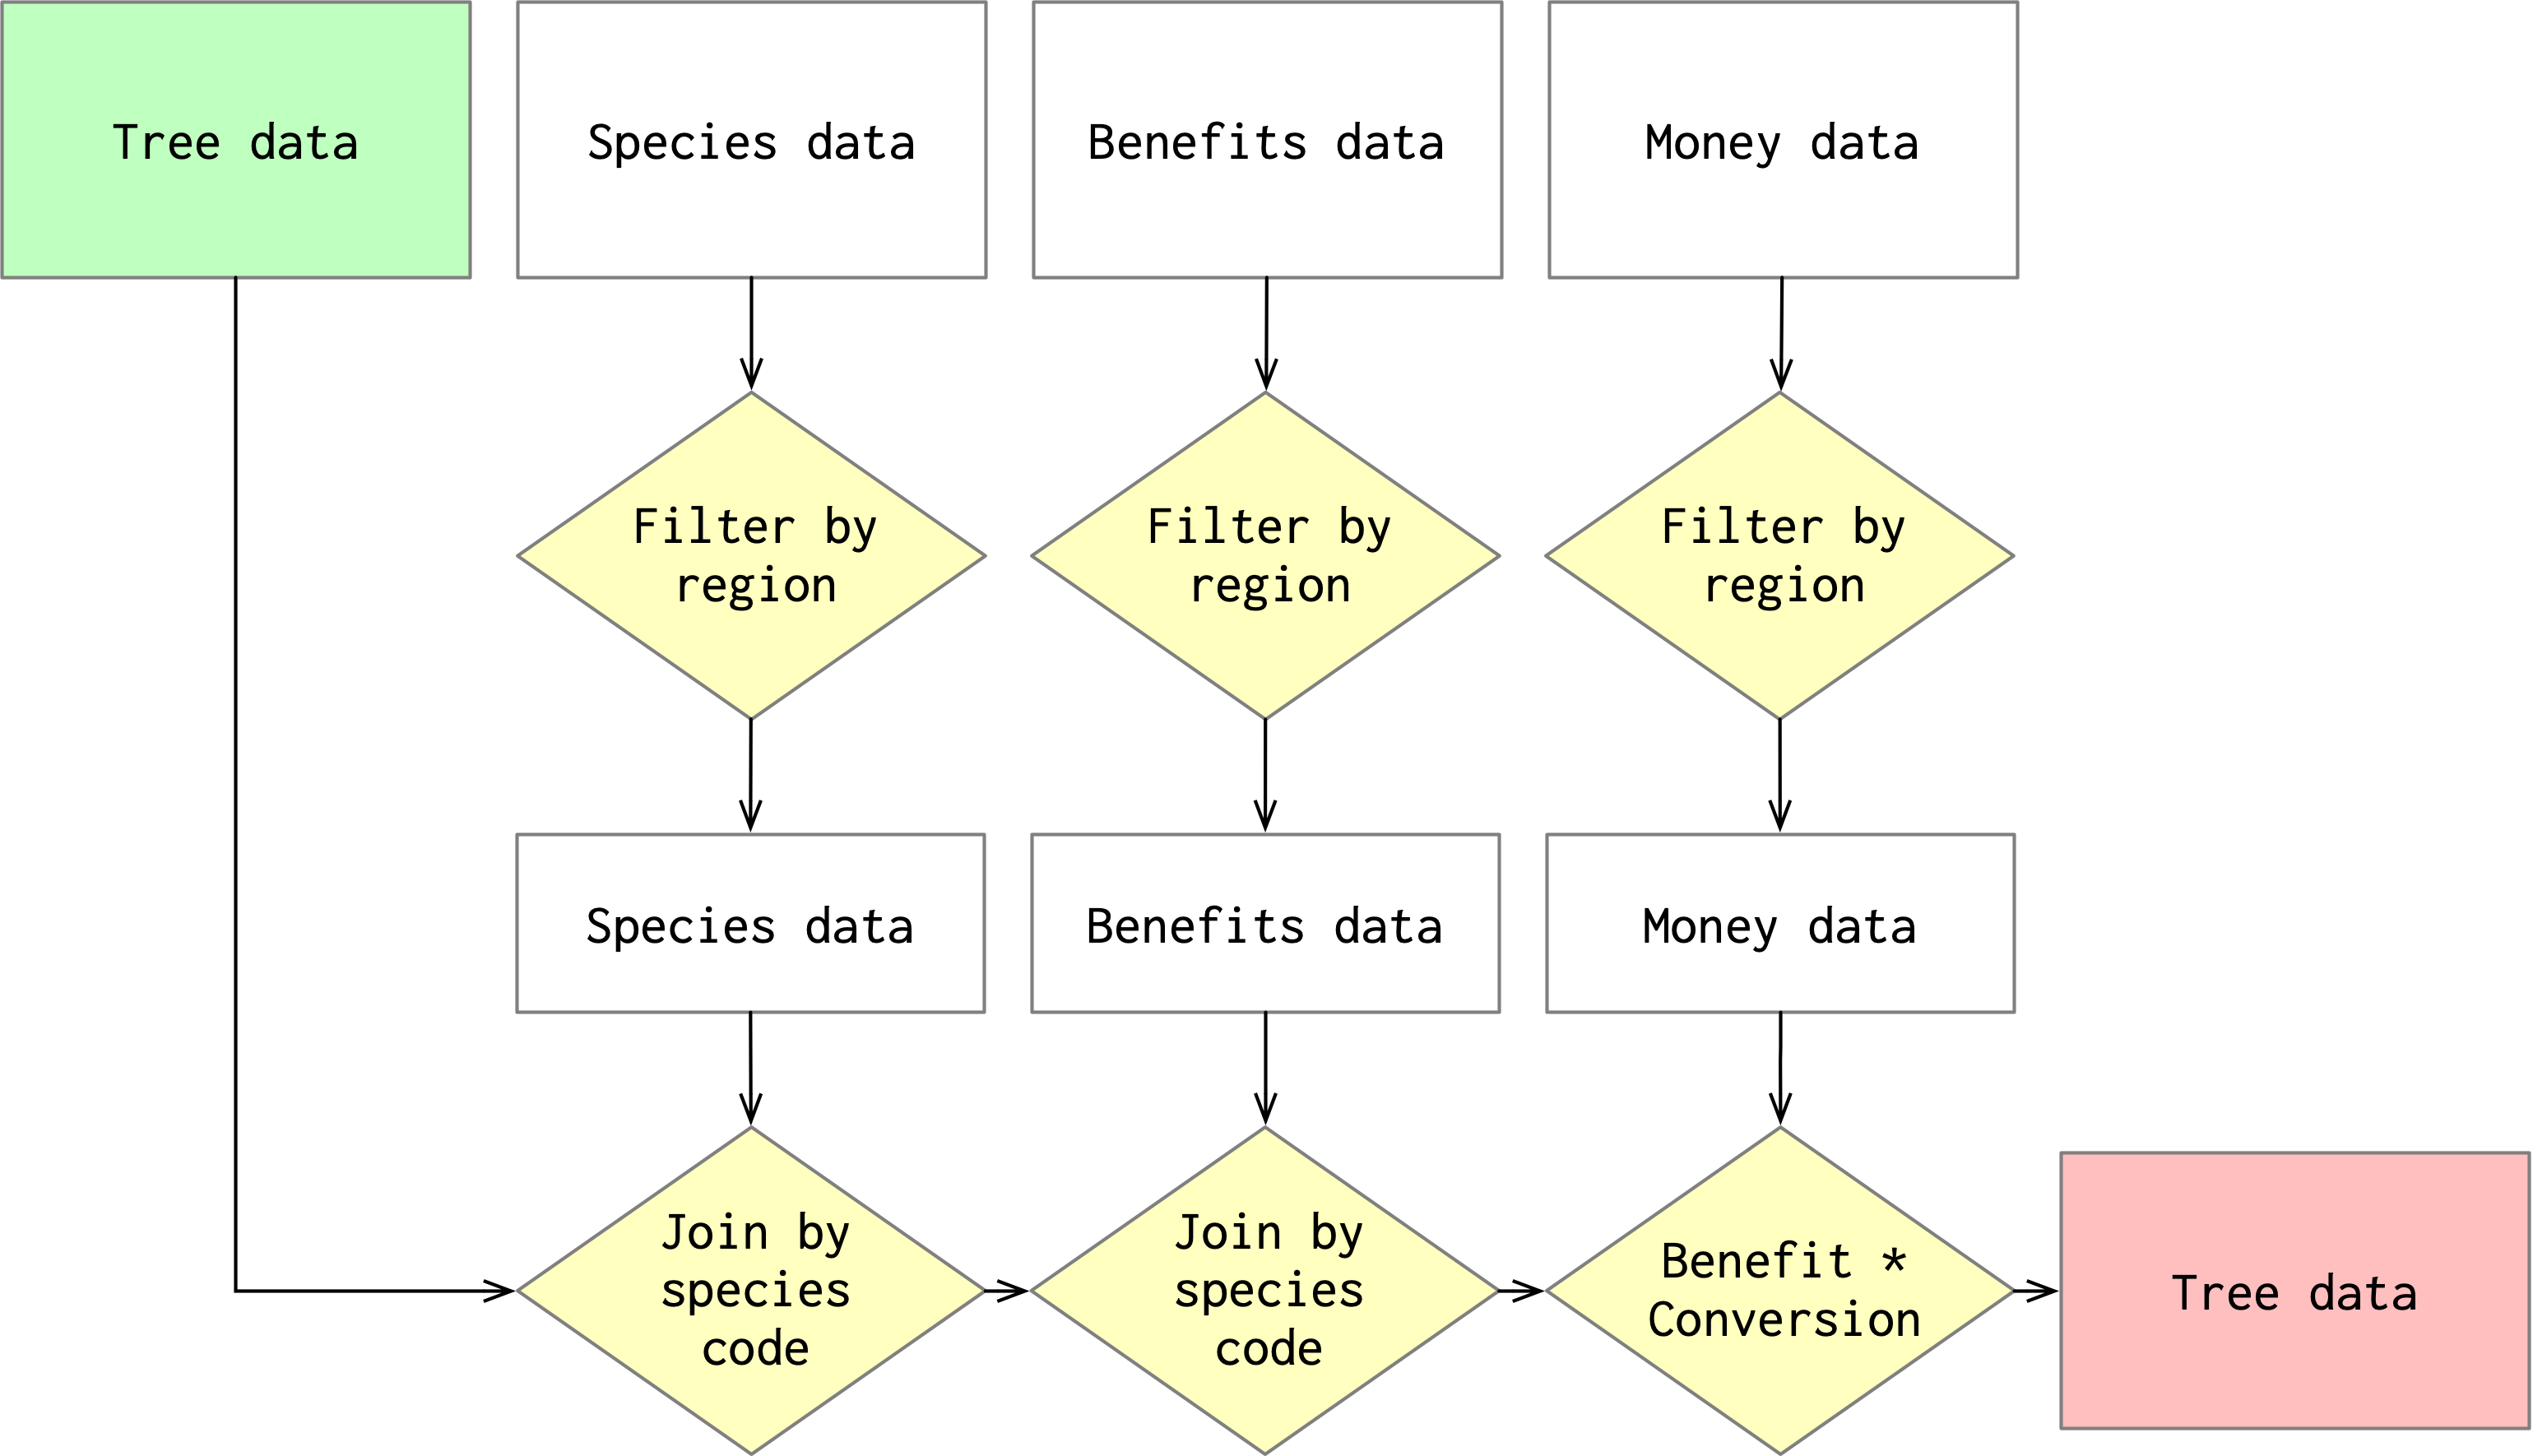 Tree data
Species data
Benefits data
Money data
Filter by
region
Filter by
region
Filter by
region
Species data
Benefits data
Money data
Join by
species
code
Join by
species
code
Benefit *
Conversion
Tree data